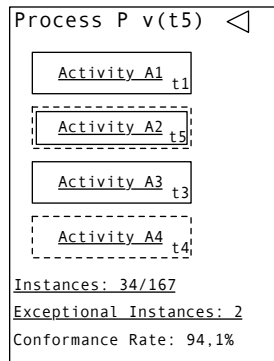 Process P v(t5)
Activity A1
t1
Activity A2
t5
Activity A3
t3
Activity A4
t4
Instances: 34/167
Exceptional Instances: 2
Conformance Rate: 94,1%